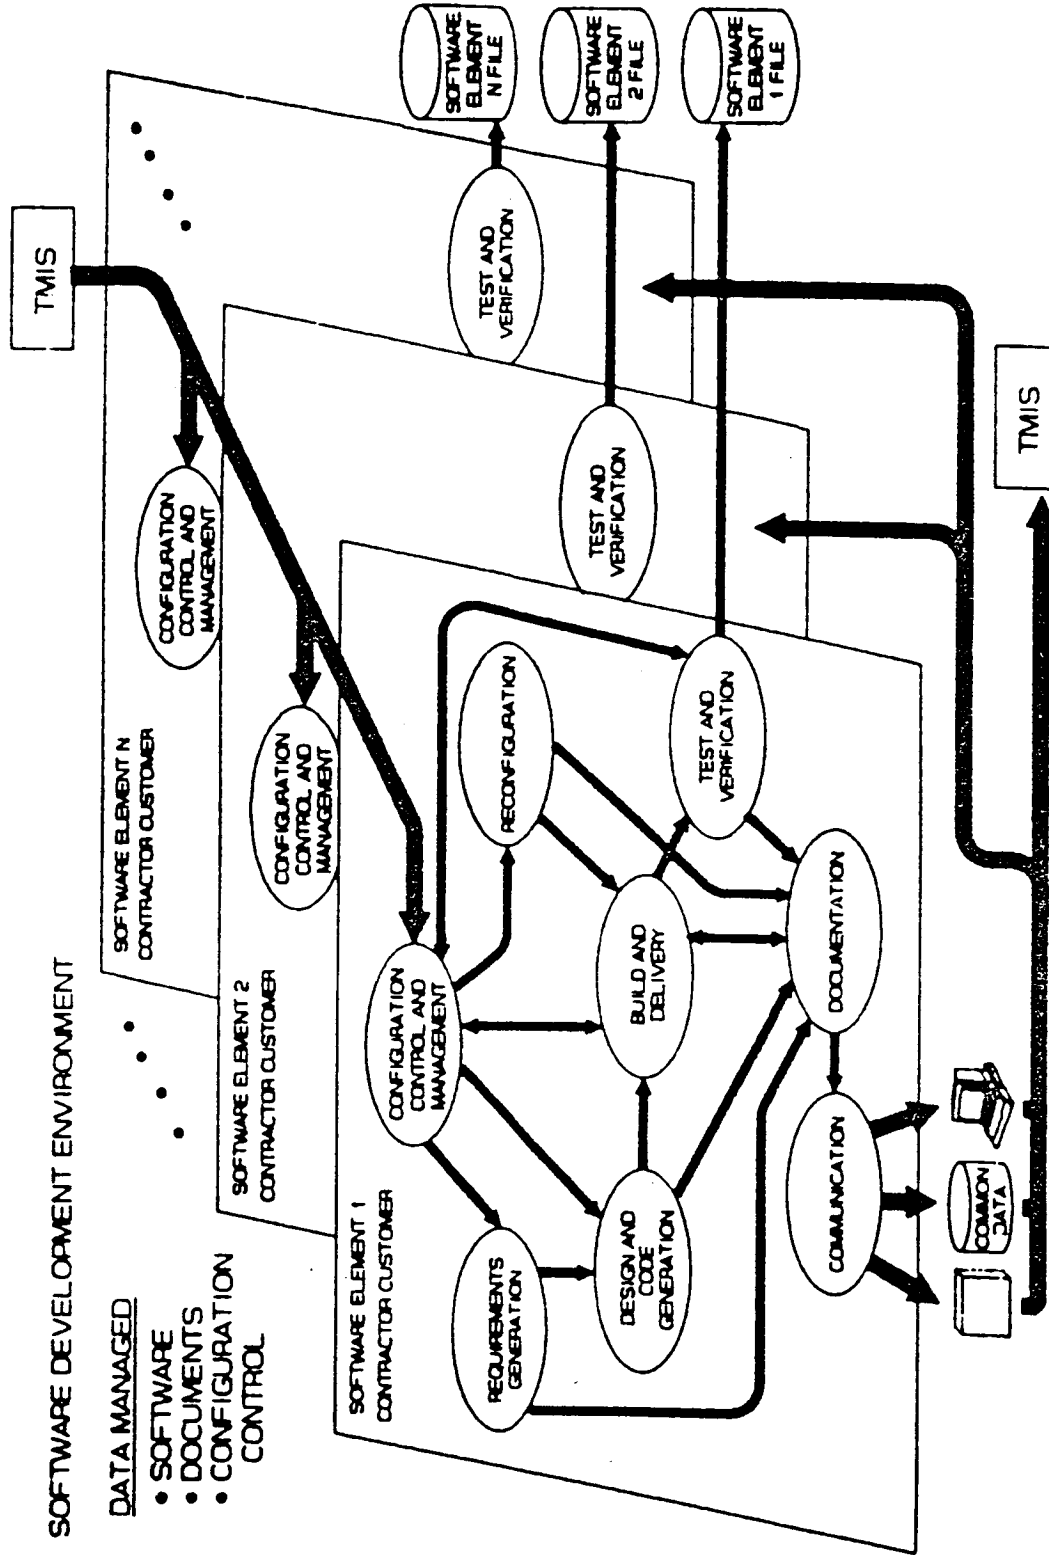 SOFTWARE DEVELOPMENT ENVIRONMENT
DATA MANAGED
• SOFTWARE
• DOCUMENTS
• CONFIGURATION
CONTROL
TMIS
SOFTWARE ELEMENT N
CONTRACTOR CUSTOMER
CONFIGURATION
CONTROL AND
MANAGEMENT
TEST AND
VERIFICATION
SOFTWARE
ELEMENT
N FILE
SOFTWARE ELEMENT 2
CONTRACTOR CUSTOMER
CONFIGURATION
CONTROL AND
MANAGEMENT
TEST AND
VERIFICATION
SOFTWARE
ELEMENT
2 FILE
SOFTWARE ELEMENT 1
CONTRACTOR CUSTOMER
CONFIGURATION
CONTROL AND
MANAGEMENT
REQUIREMENTS
GENERATION
RECONFIGURATION
DESIGN AND
CODE
GENERATION
BUILD AND
DELIVERY
TEST AND
VERIFICATION
SOFTWARE
ELEMENT
1 FILE
COMMUNICATION
DOCUMENTATION
COMMON
DATA
TMIS